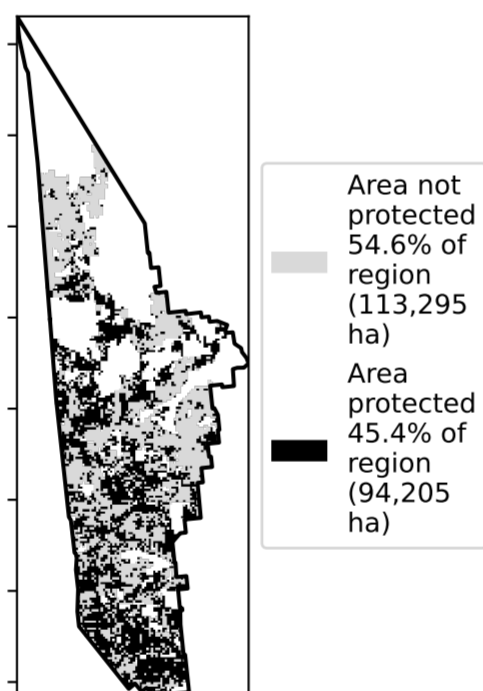 Area not
protected
54.6% of
region
(113,295
ha)
Area
protected
45.4% of
region
(94,205
ha)